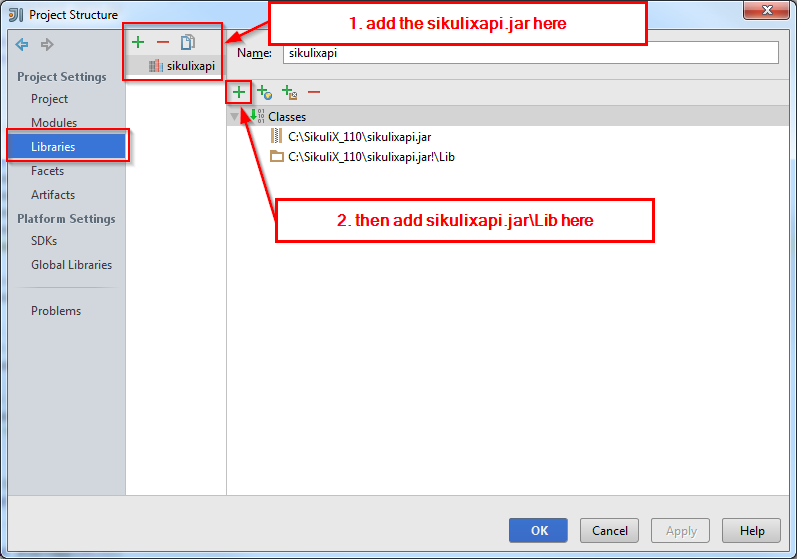 Project Structure
1. add the sikulixapi.jar here
Name: sikulixapi
sikulixapi
Project Settings
Project
Modules
Libraries
Facets
Artifacts
Platform Settings
SDKs
Global Libraries
Problems
Classes
C:\SikuliX_110\sikulixapi.jar
C:\SikuliX_110\sikulixapi.jar!\Lib
2. then add sikulixapi.jar\Lib here
OK
Cancel
Apply
Help